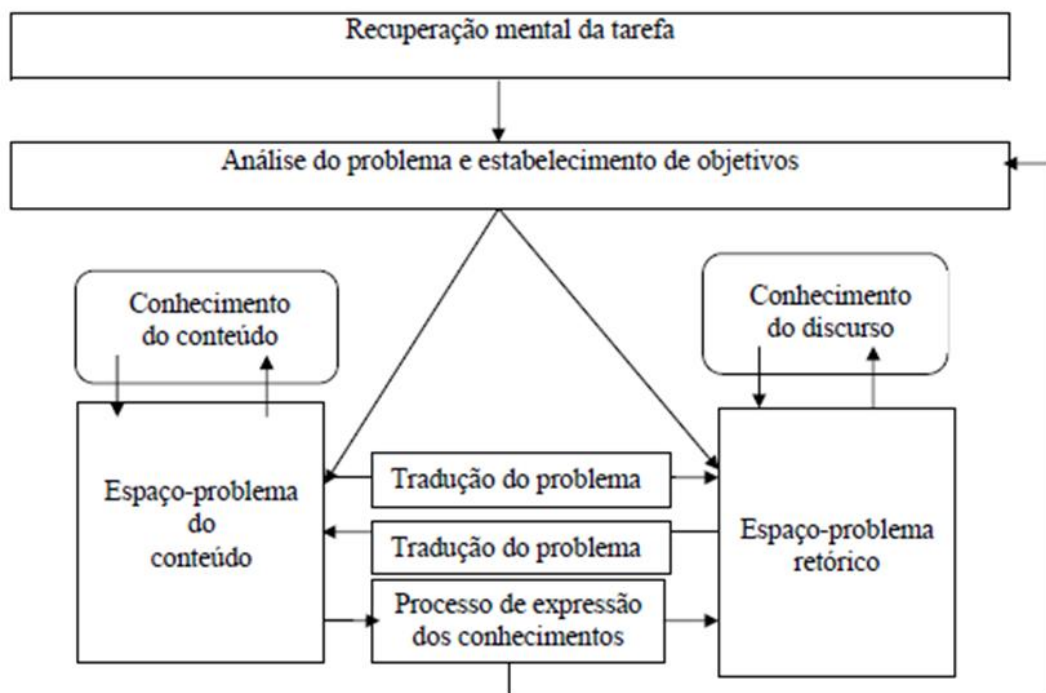 Recuperação mental da tarefa
Análise do problema e estabelecimento de objetivos
Conhecimento
do conteúdo
Conhecimento
do discurso
Espaço-problema
do
conteúdo
Tradução do problema
Tradução do problema
Processo de expressão
dos conhecimentos
Espaço-problema
retórico